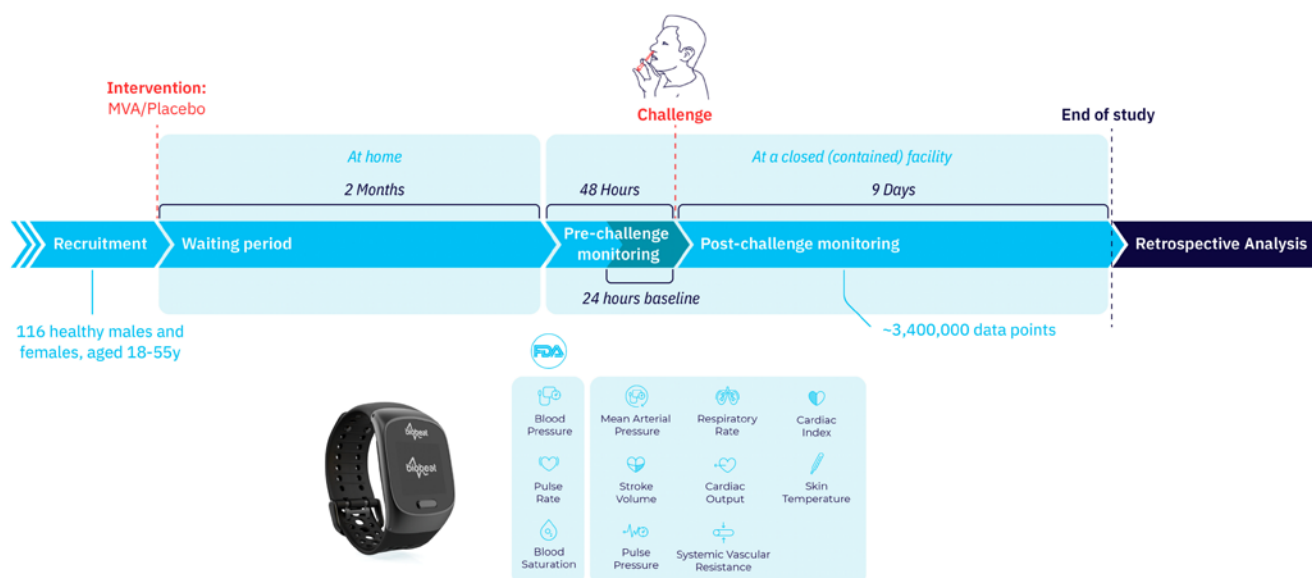 Intervention:
MVA/Placebo
Challenge
End of study
At home
At a closed (contained) facility
2 Months
48 Hours
9 Days
Recruitment
Waiting period
Pre-challenge
monitoring
Post-challenge monitoring
Retrospective Analysis
24 hours baseline
116 healthy males and
females, aged 18-55y
~3,400,000 data points
FDA
Blood
Pressure
Mean Arterial
Pressure
Respiratory
Rate
Cardiac
Index
biobeat
biobeat
Pulse
Rate
Stroke
Volume
Cardiac
Output
Skin
Temperature
Blood
Saturation
Pulse
Pressure
Systemic Vascular
Resistance